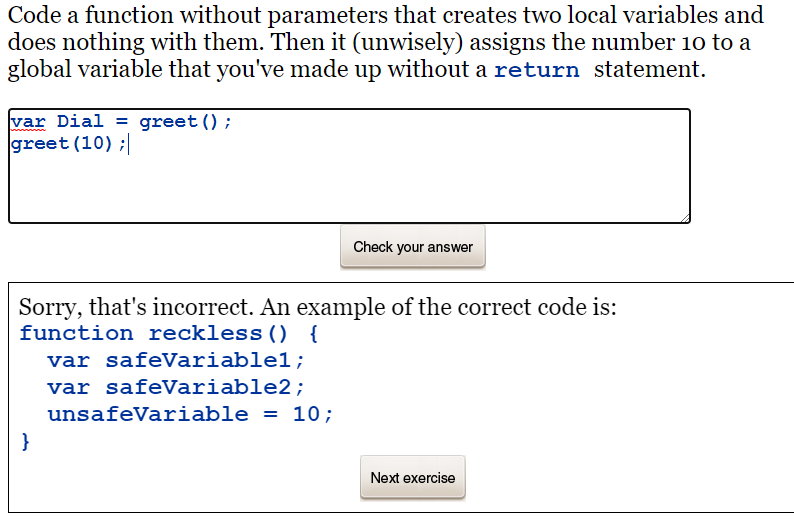 Code a function without parameters that creates two local variables and
does nothing with them. Then it (unwisely) assigns the number 10 to a
global variable that you've made up without a return statement.
var Dial = greet();
greet(10);
Check your answer
Sorry, that's incorrect. An example of the correct code is:
function reckless() {
  var safeVariable1;
  var safeVariable2;
  unsafeVariable = 10;
}
Next exercise